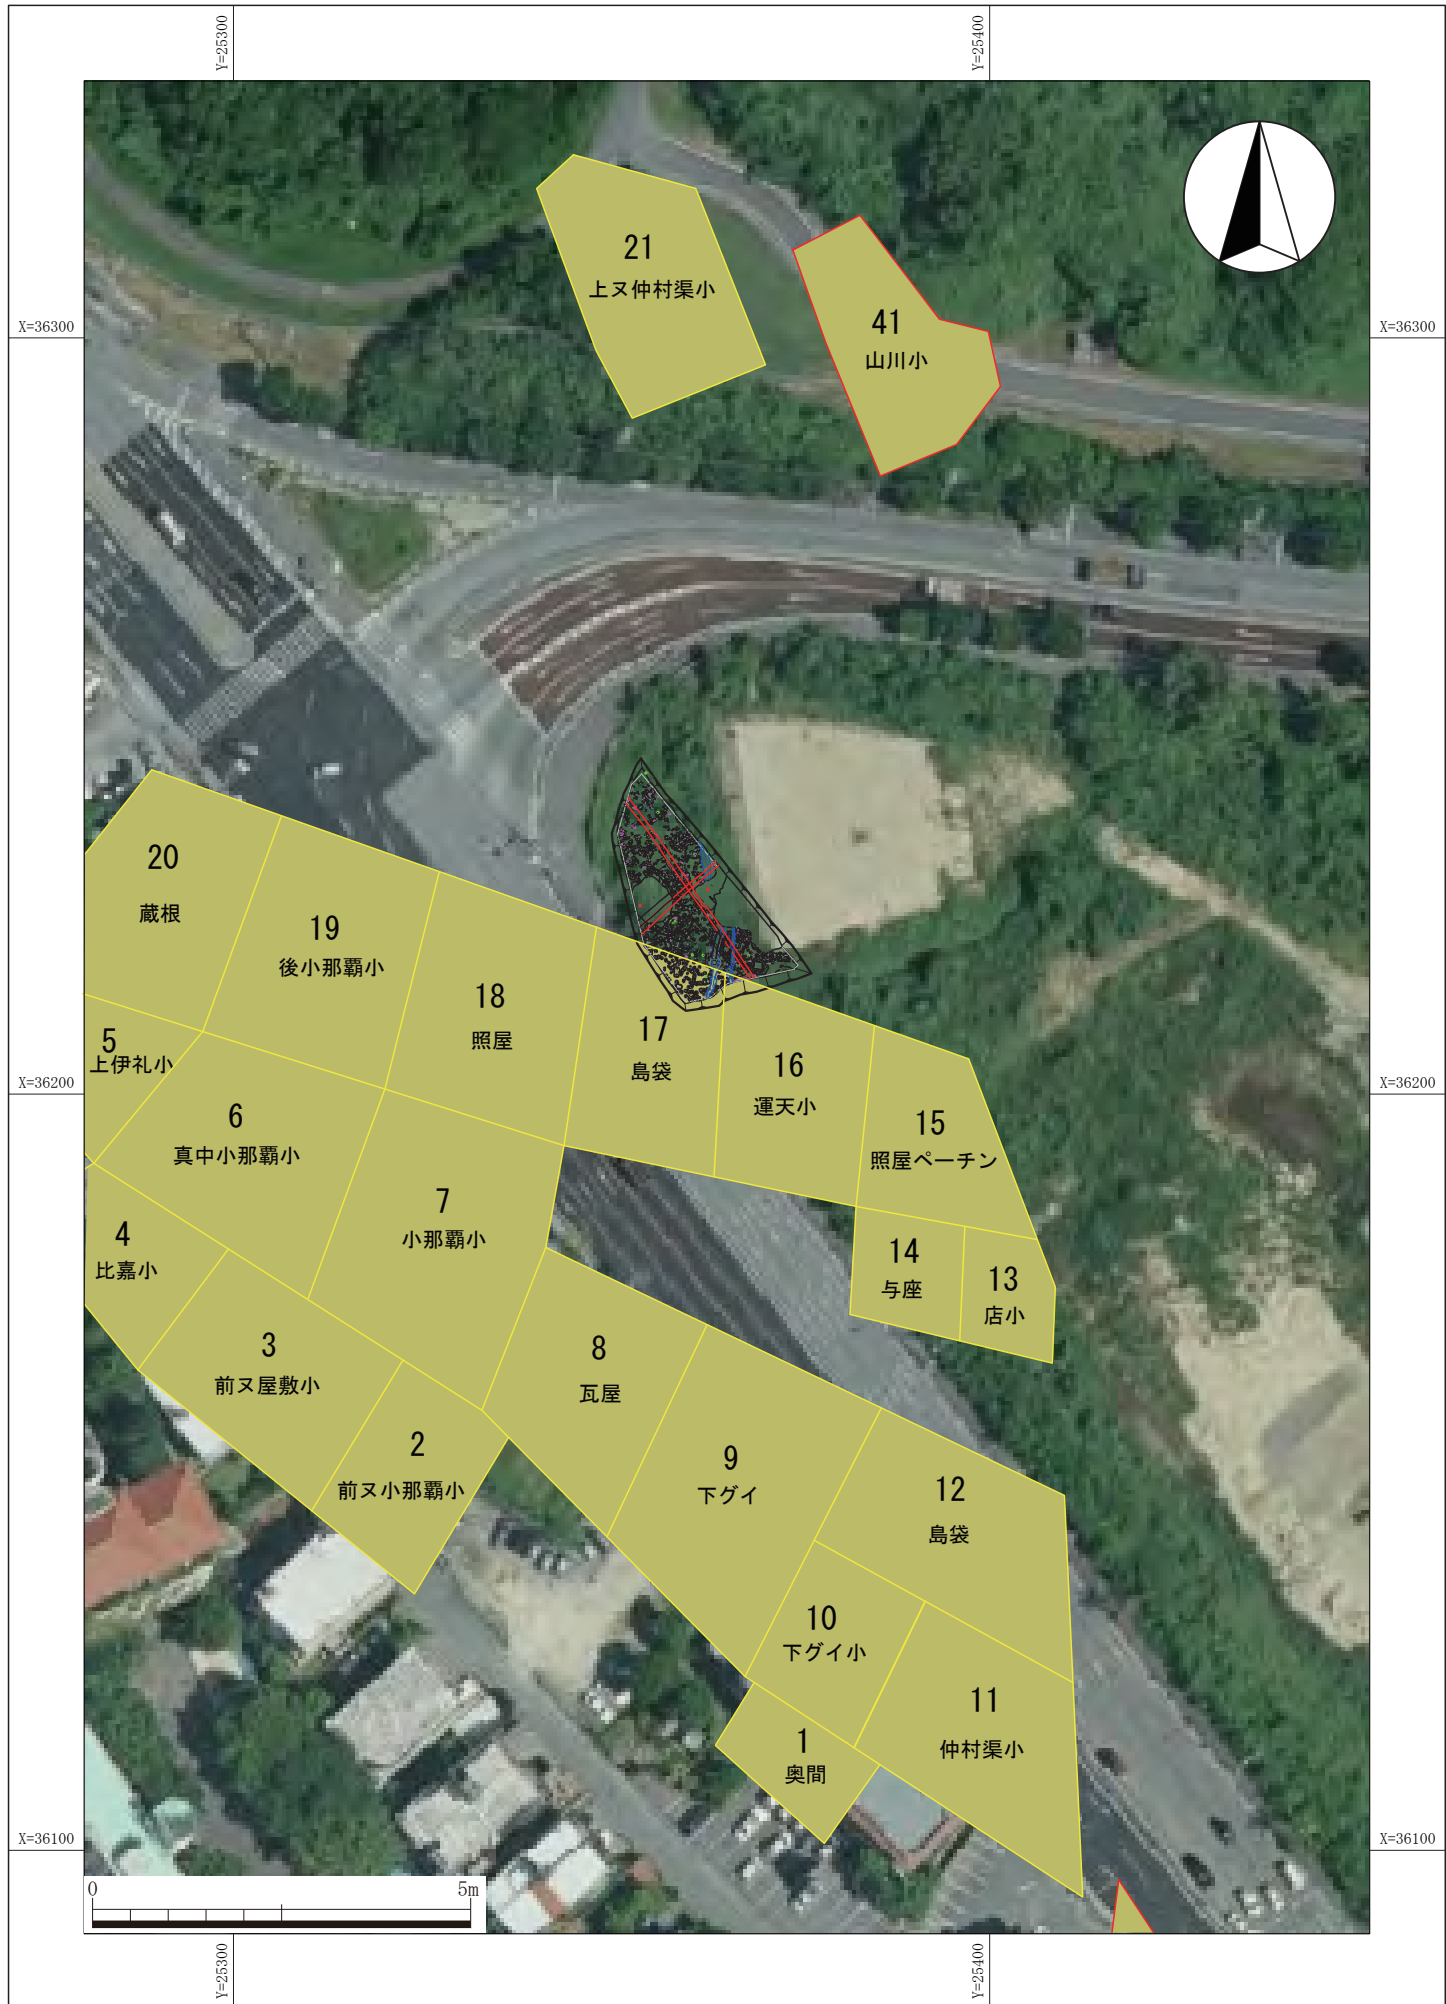 Y=25300
Y=25400
21
上ヌ仲村渠小
41
山川小
X=36300
X=36300
20
蔵根
19
後小那覇小
18
照屋
17
島袋
16
運天小
15
照屋ペーチン
5
上伊礼小
X=36200
X=36200
6
真中小那覇小
7
小那覇小
14
与座
13
店小
4
比嘉小
3
前ヌ屋敷小
8
瓦屋
2
前ヌ小那覇小
9
下グイ
12
島袋
10
下グイ小
11
仲村渠小
1
奥間
X=36100
X=36100
0
5m
Y=25300
Y=25400